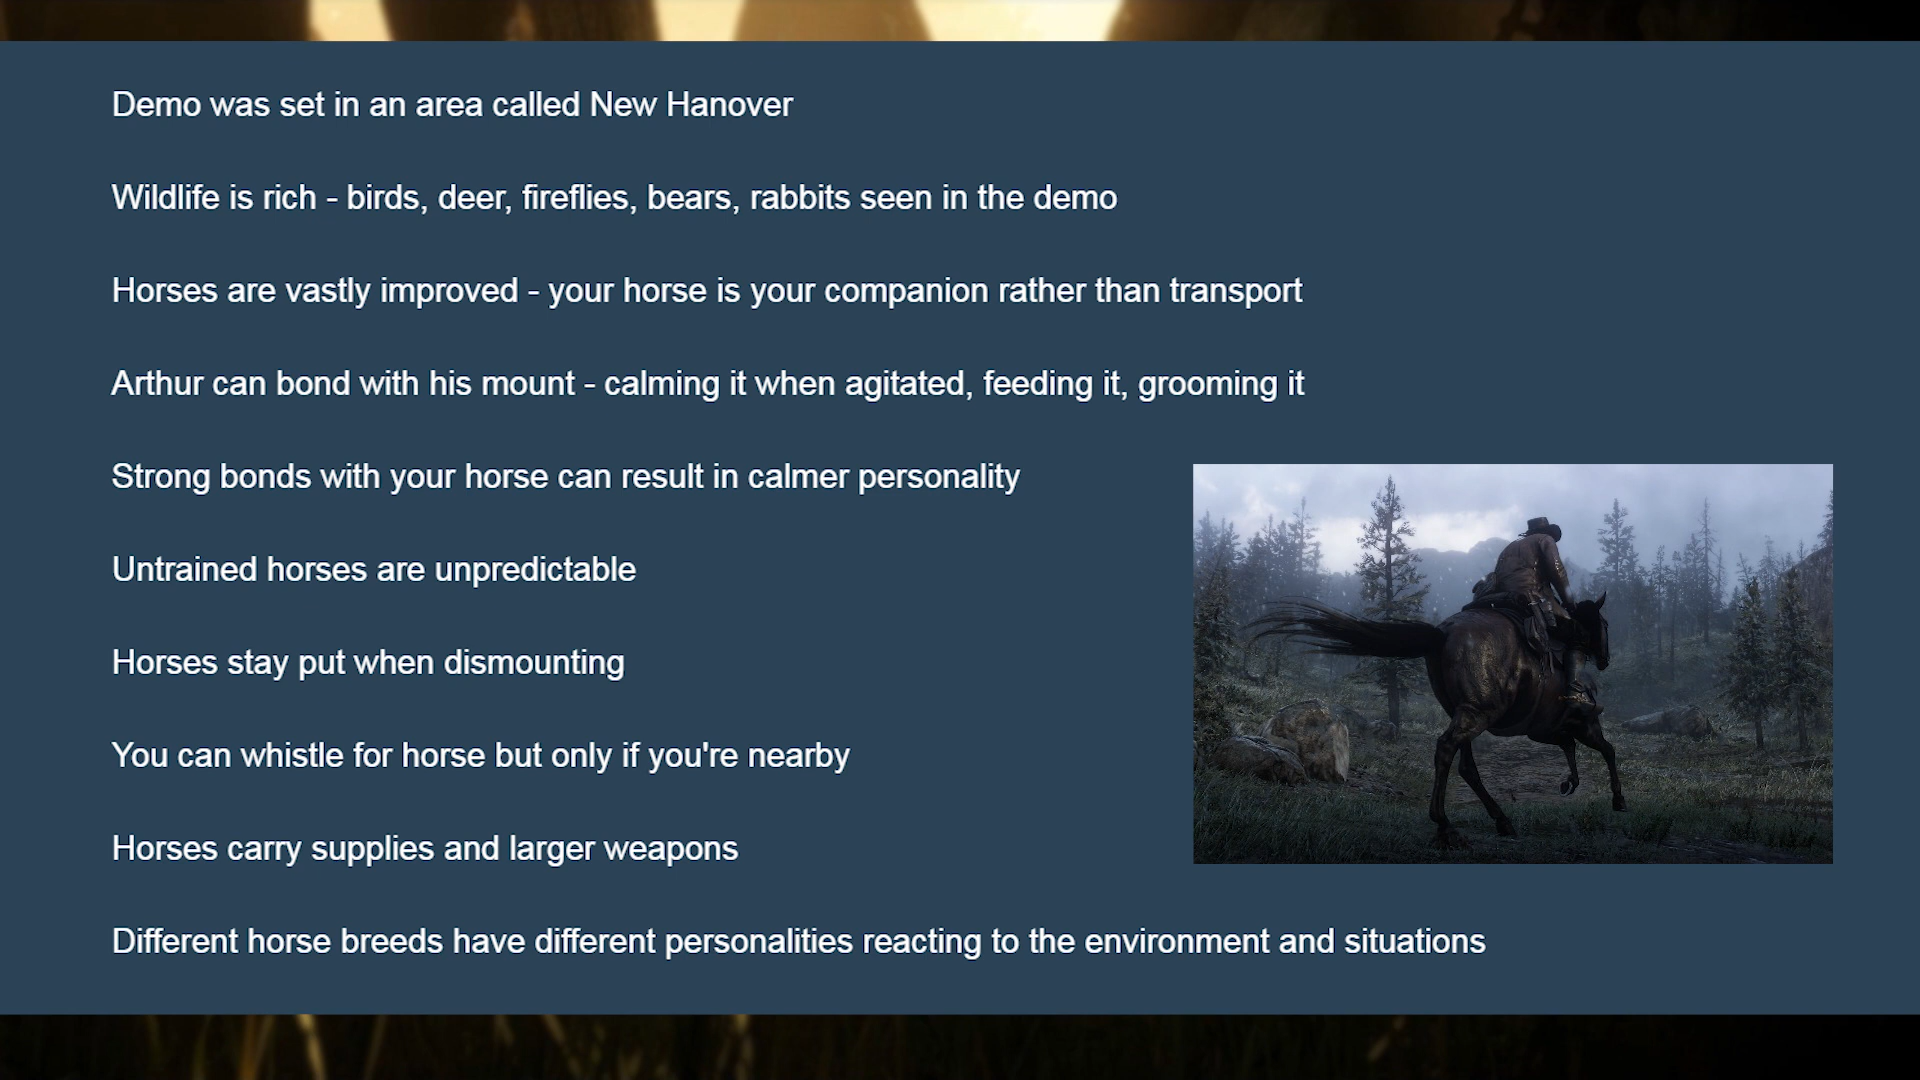 Demo was set in an area called New Hanover
Wildlife is rich - birds, deer, fireflies, bears, rabbits seen in the demo
Horses are vastly improved - your horse is your companion rather than transport
Arthur can bond with his mount - calming it when agitated, feeding it, grooming it
Strong bonds with your horse can result in calmer personality
Untrained horses are unpredictable
Horses stay put when dismounting
You can whistle for horse but only if you're nearby
Horses carry supplies and larger weapons
Different horse breeds have different personalities reacting to the environment and situations